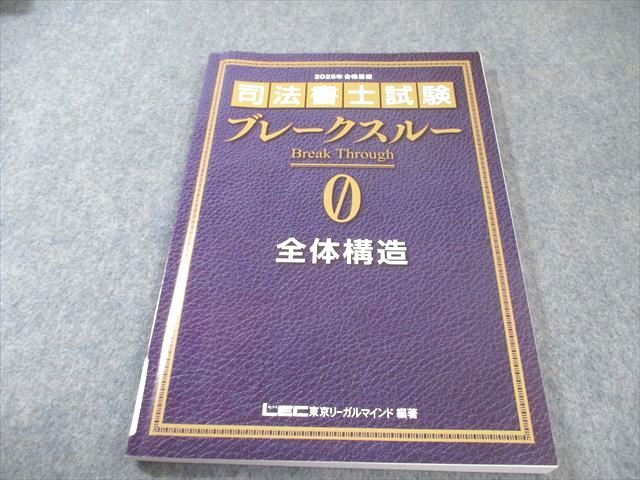 2025年合格目標
司法書士試験
ブレークスルー
Break Through
0
全体構造
LEC東京リーガルマインド 編著